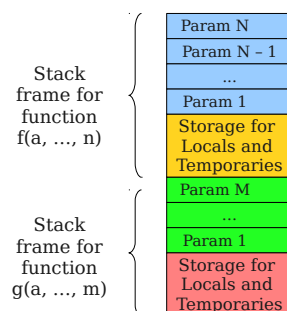 Stack
frame for
function
f(a, …, n)
Param N
Param N – 1
...
Param 1
Storage for
Locals and
Temporaries
Stack
frame for
function
g(a, …, m)
Param M
...
Param 1
Storage for
Locals and
Temporaries